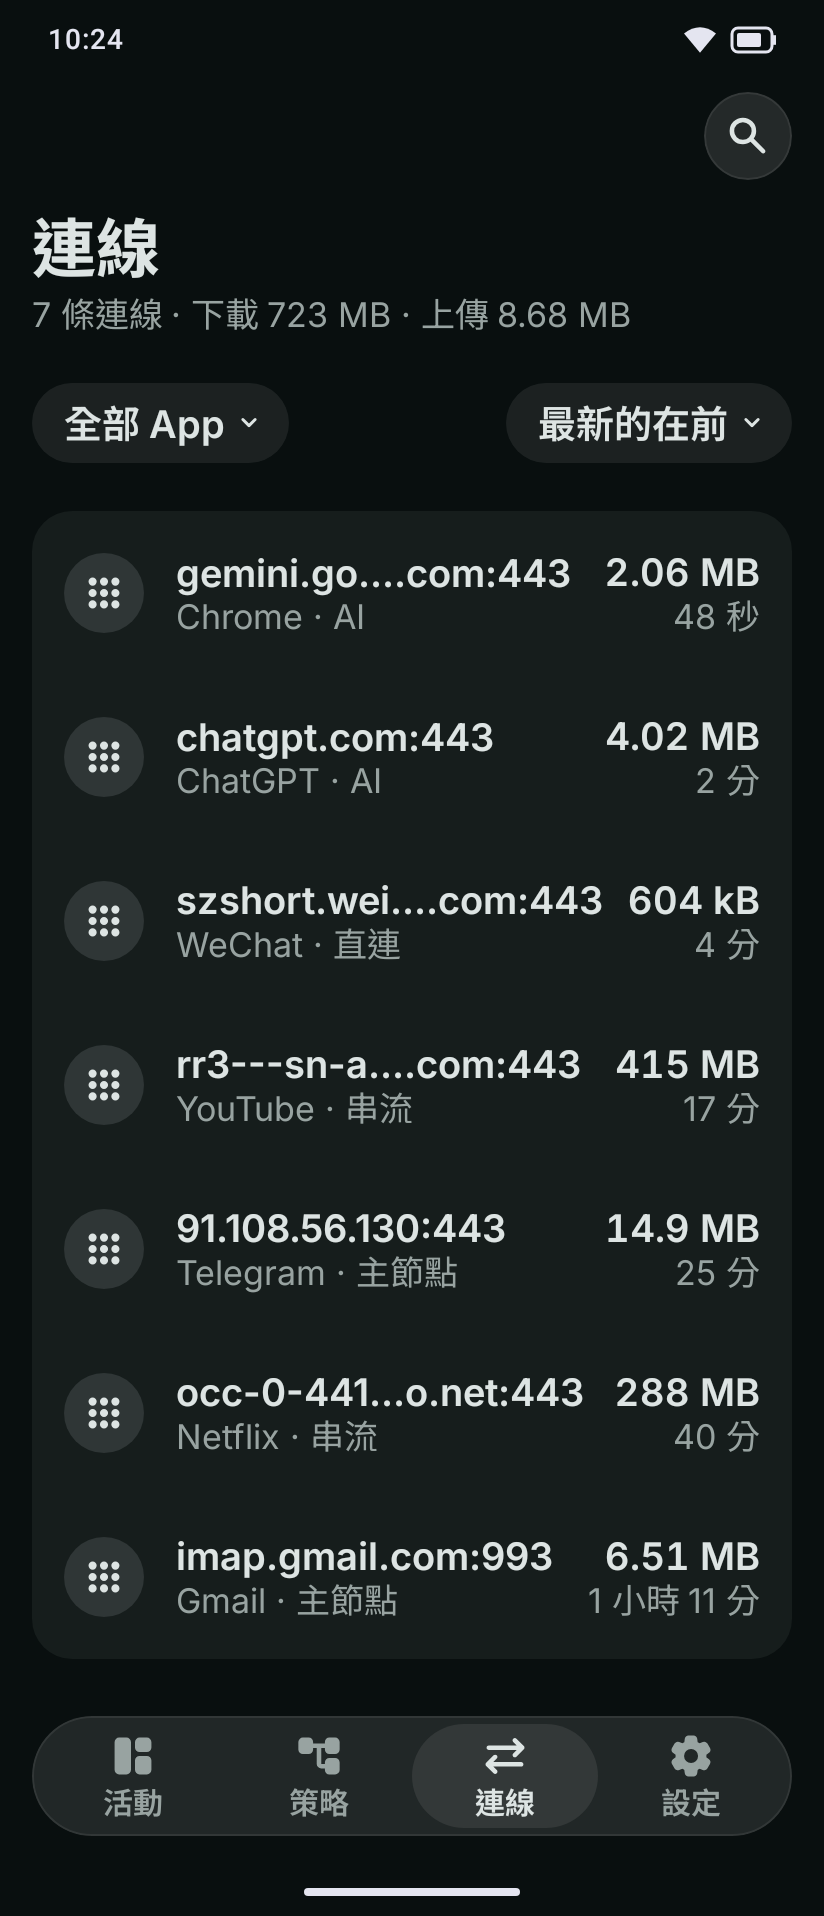 10:24
連線
7 條連線 · 下載 723 MB · 上傳 8.68 MB
全部 App
最新的在前
gemini.go....com:443 2.06 MB
Chrome · AI 48 秒
chatgpt.com:443 4.02 MB
ChatGPT · AI 2 分
szshort.wei....com:443 604 kB
WeChat · 直連 4 分
rr3---sn-a....com:443 415 MB
YouTube · 串流 17 分
91.108.56.130:443 14.9 MB
Telegram · 主節點 25 分
occ-0-441...o.net:443 288 MB
Netflix · 串流 40 分
imap.gmail.com:993 6.51 MB
Gmail · 主節點 1 小時 11 分
活動
策略
連線
設定